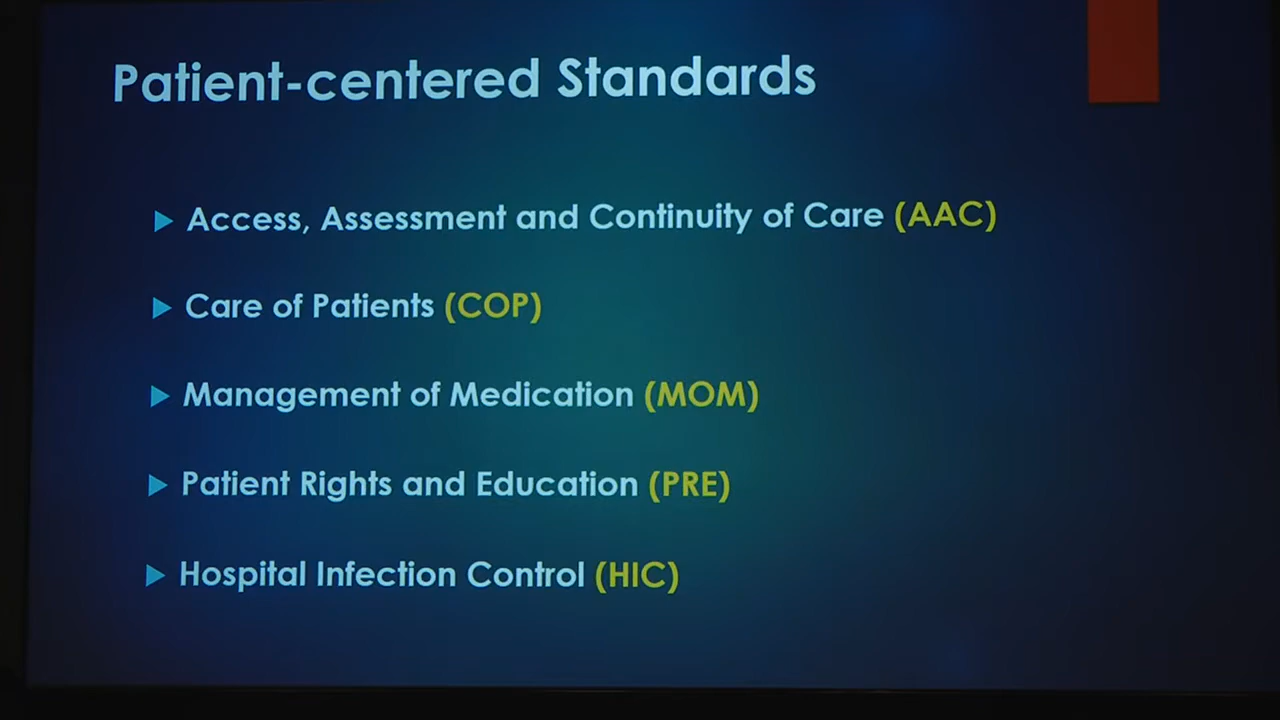 Patient-centered Standards
Access, Assessment and Continuity of Care (AAC)
Care of Patients (COP)
Management of Medication (MOM)
Patient Rights and Education (PRE)
Hospital Infection Control (HIC)